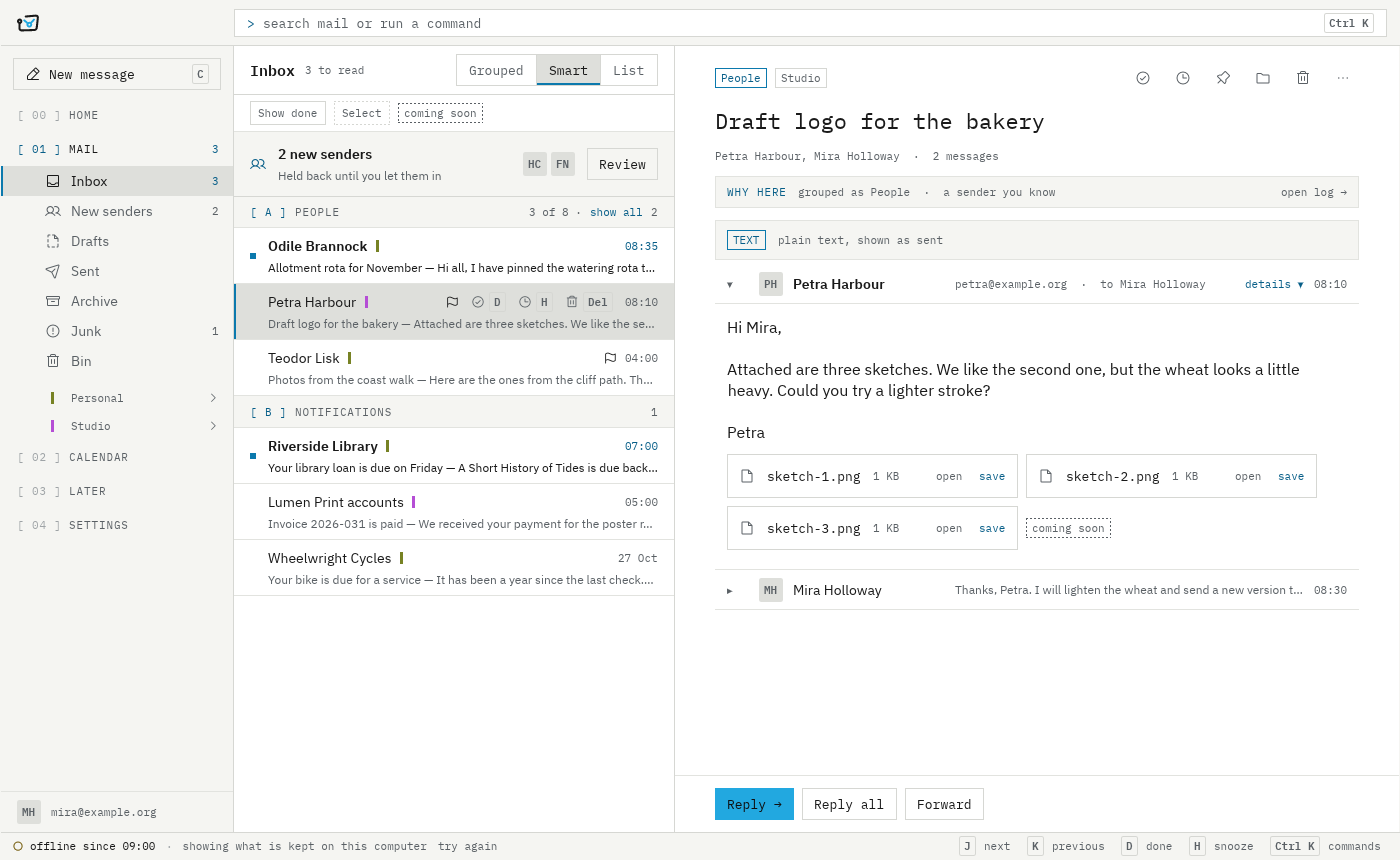 > search mail or run a command Ctrl K
New message C
[ 00 ] HOME
[ 01 ] MAIL 3
Inbox 3
New senders 2
Drafts
Sent
Archive
Junk 1
Bin
Personal
Studio
[ 02 ] CALENDAR
[ 03 ] LATER
[ 04 ] SETTINGS
MH mira@example.org
Inbox 3 to read Grouped Smart List
Show done Select coming soon
2 new senders
Held back until you let them in
HC FN Review
[ A ] PEOPLE 3 of 8 · show all 2
Odile Brannock 08:35
Allotment rota for November — Hi all, I have pinned the watering rota t…
Petra Harbour D H Del 08:10
Draft logo for the bakery — Attached are three sketches. We like the se…
Teodor Lisk 04:00
Photos from the coast walk — Here are the ones from the cliff path. Th…
[ B ] NOTIFICATIONS 1
Riverside Library 07:00
Your library loan is due on Friday — A Short History of Tides is due back…
Lumen Print accounts 05:00
Invoice 2026-031 is paid — We received your payment for the poster r…
Wheelwright Cycles 27 Oct
Your bike is due for a service — It has been a year since the last check.…
People Studio
Draft logo for the bakery
Petra Harbour, Mira Holloway · 2 messages
WHY HERE grouped as People · a sender you know open log →
TEXT plain text, shown as sent
▾ PH Petra Harbour petra@example.org · to Mira Holloway details ▾ 08:10
Hi Mira,
Attached are three sketches. We like the second one, but the wheat looks a little
heavy. Could you try a lighter stroke?
Petra
sketch-1.png 1 KB open save
sketch-2.png 1 KB open save
sketch-3.png 1 KB open save
coming soon
▸ MH Mira Holloway Thanks, Petra. I will lighten the wheat and send a new version t… 08:30
Reply → Reply all Forward
offline since 09:00 · showing what is kept on this computer try again
J next K previous D done H snooze Ctrl K commands